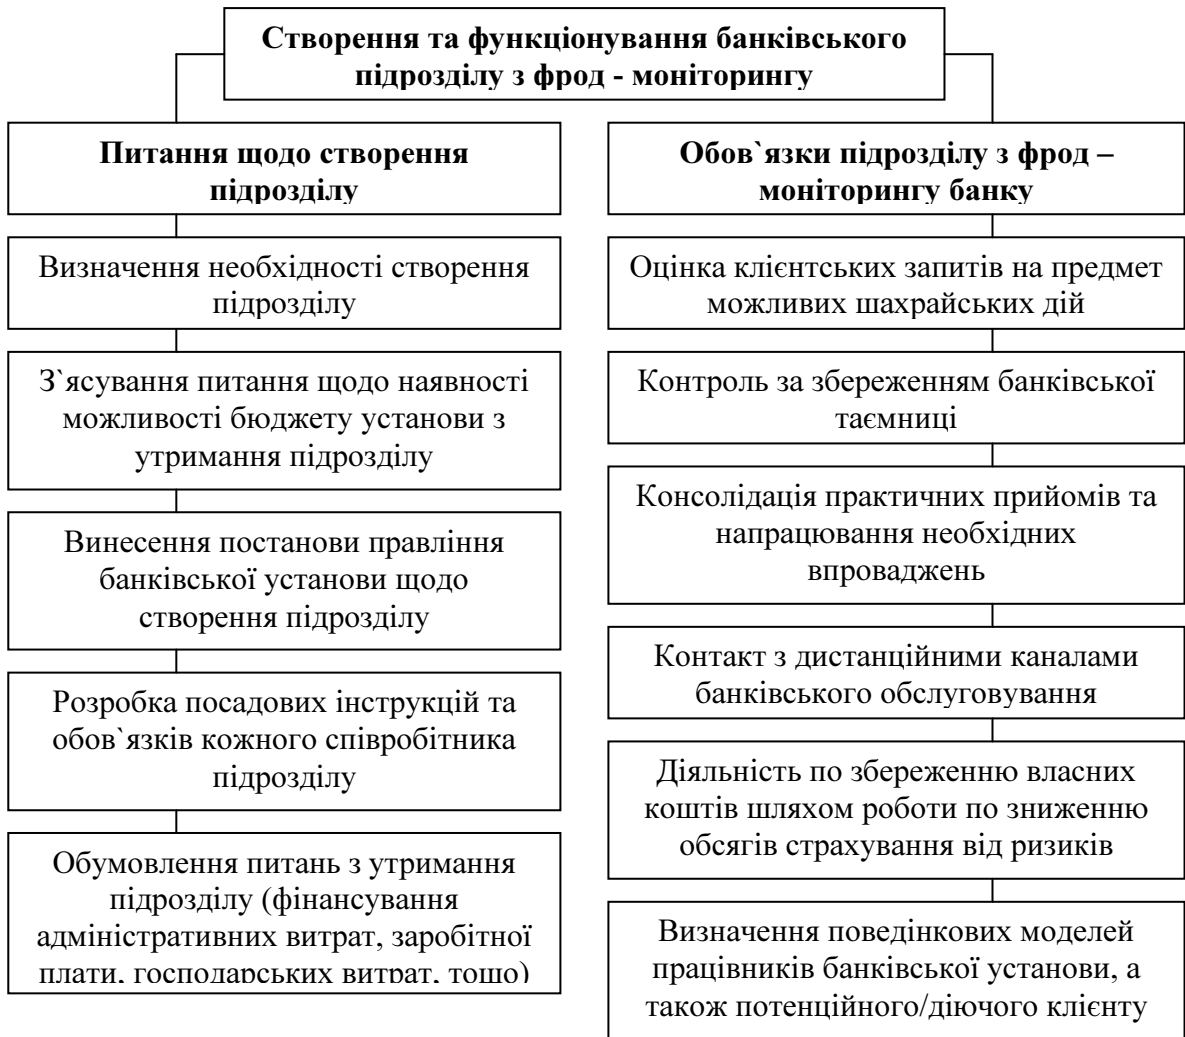 Створення та функціонування банківського
підрозділу з фрод - моніторингу
Питання щодо створення
підрозділу
Визначення необхідності створення
підрозділу
З`ясування питання щодо наявності
можливості бюджету установи з
утримання підрозділу
Винесення постанови правління
банківської установи щодо
створення підрозділу
Розробка посадових інструкцій та
обов`язків кожного співробітника
підрозділу
Обумовлення питань з утримання
підрозділу (фінансування
адміністративних витрат, заробітної
плати, господарських витрат, тощо)
Обов`язки підрозділу з фрод –
моніторингу банку
Оцінка клієнтських запитів на предмет
можливих шахрайських дій
Контроль за збереженням банківської
таємниці
Консолідація практичних прийомів та
напрацювання необхідних
впроваджень
Контакт з дистанційними каналами
банківського обслуговування
Діяльність по збереженню власних
коштів шляхом роботи по зниженню
обсягів страхування від ризиків
Визначення поведінкових моделей
працівників банківської установи, а
також потенційного/діючого клієнту